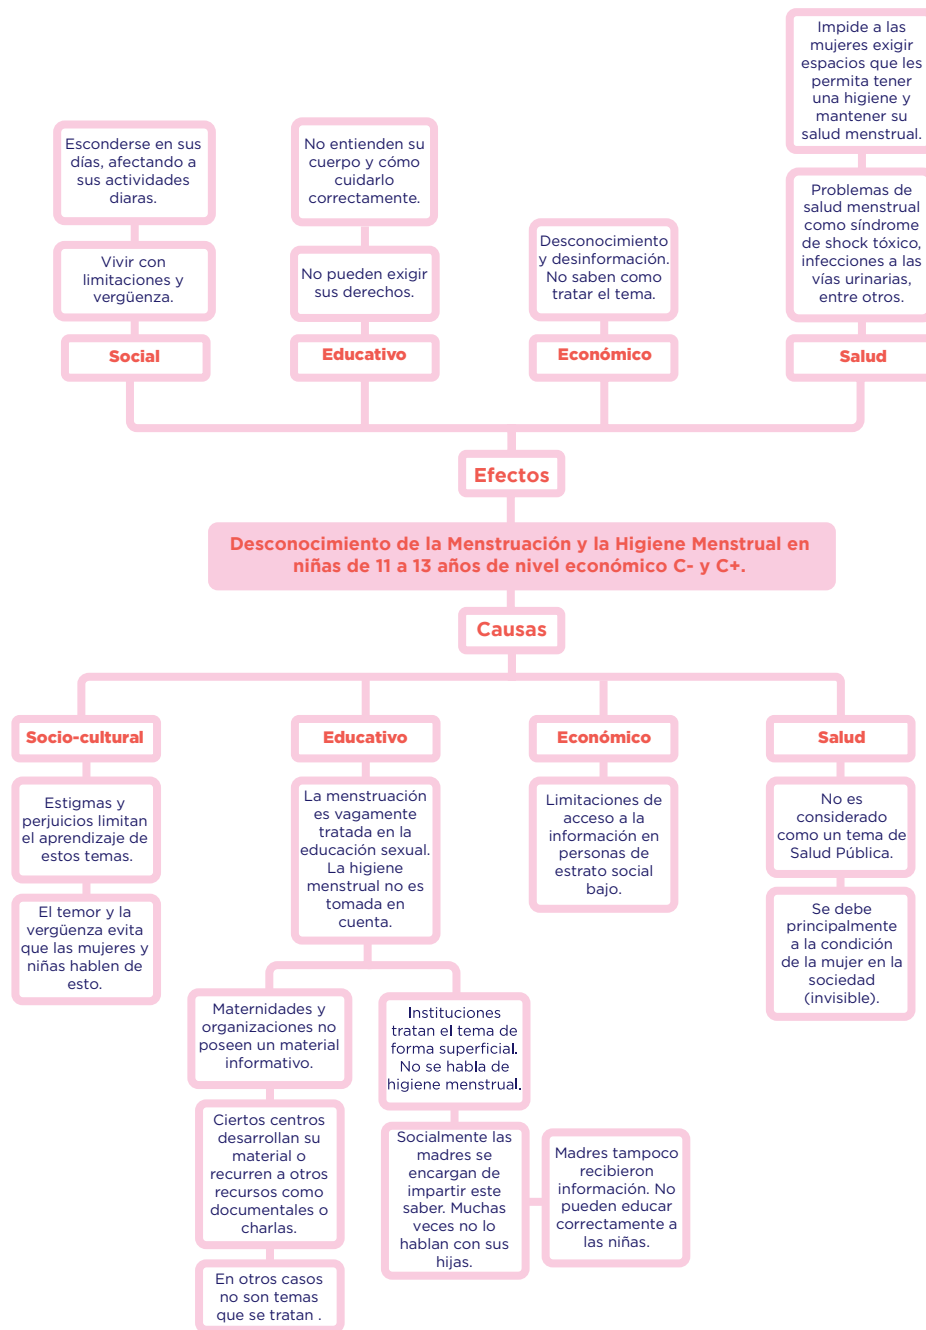 Impide a las
mujeres exigir
espacios que les
permita tener
una higiene y
mantener su
salud menstrual.
Esconderse en sus
días, afectando a
sus actividades
diaras.
No entienden su
cuerpo y cómo
cuidarlo
correctamente.
Problemas de
salud menstrual
como síndrome
de shock tóxico,
infecciones a las
vías urinarias,
entre otros.
Desconocimiento
y desinformación.
No saben como
tratar el tema.
Vivir con
limitaciones y
vergüenza.
No pueden exigir
sus derechos.
Social
Educativo
Económico
Salud
Efectos
Desconocimiento de la Menstruación y la Higiene Menstrual en
niñas de 11 a 13 años de nivel económico C- y C+.
Causas
Socio-cultural
Educativo
Económico
Salud
Estigmas y
perjuicios limitan
el aprendizaje de
estos temas.
La menstruación
es vagamente
tratada en la
educación sexual.
La higiene
menstrual no es
tomada en
cuenta.
Limitaciones de
acceso a la
información en
personas de
estrato social
bajo.
No es
considerado
como un tema de
Salud Pública.
El temor y la
vergüenza evita
que las mujeres y
niñas hablen de
esto.
Se debe
principalmente
a la condición
de la mujer en la
sociedad
(invisible).
Maternidades y
organizaciones no
poseen un material
informativo.
Instituciones
tratan el tema de
forma superficial.
No se habla de
higiene menstrual.
Ciertos centros
desarrollan su
material o
recurren a otros
recursos como
documentales o
charlas.
Socialmente las
madres se
encargan de
impartir este
saber. Muchas
veces no lo
hablan con sus
hijas.
Madres tampoco
recibieron
información. No
pueden educar
correctamente a
las niñas.
En otros casos
no son temas
que se tratan .